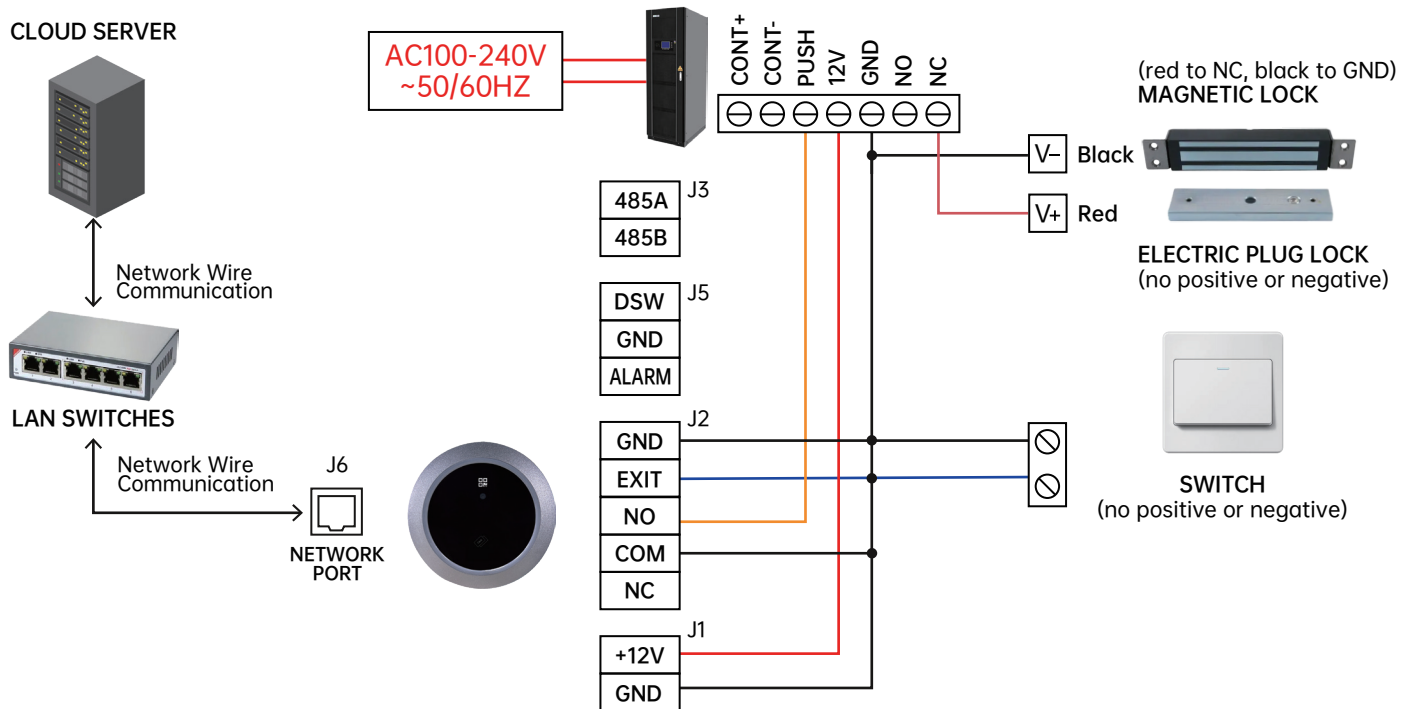 CLOUD SERVER
Network Wire
Communication
LAN SWITCHES
Network Wire
Communication
J6
NETWORK
PORT
AC100-240V
~50/60HZ
CONT+
CONT-
PUSH
12V
GND
NO
NC
J3
485A
485B
J5
DSW
GND
ALARM
J2
GND
EXIT
NO
COM
NC
J1
+12V
GND
(red to NC, black to GND)
MAGNETIC LOCK
V- Black
V+ Red
ELECTRIC PLUG LOCK
(no positive or negative)
SWITCH
(no positive or negative)